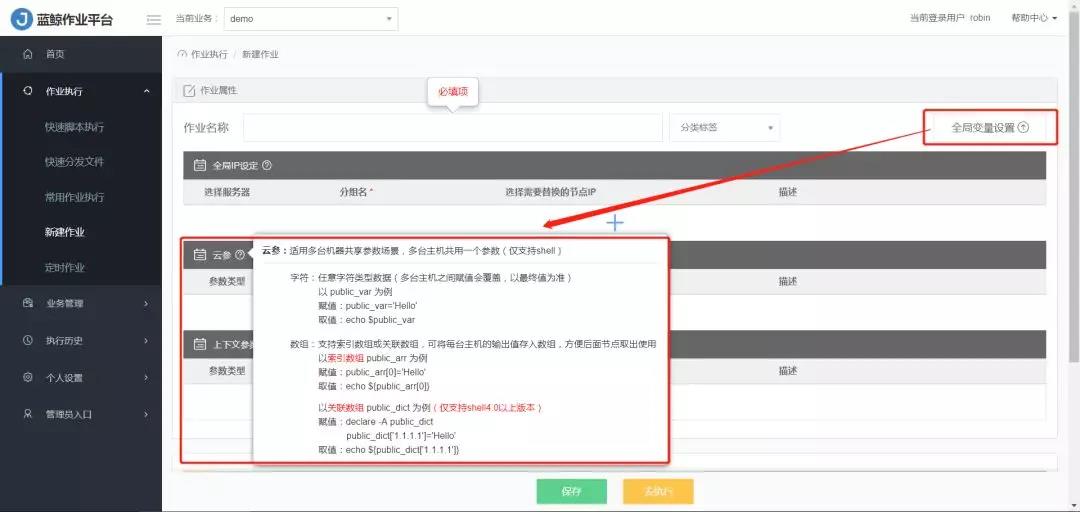 蓝鲸作业平台
当前业务：
demo
当前登录用户 robin
帮助中心
首页
作业执行
快速脚本执行
快速分发文件
常用作业执行
新建作业
定时作业
业务管理
执行历史
个人设置
管理员入口
作业执行 / 新建作业
作业属性
必填项
作业名称
分类标签
全局变量设置
全局IP设定
选择服务器 分组名 * 选择需要替换的节点IP 描述
云参
参数类型 描述
上下文参
参数类型 描述
云参：适用多台机器共享参数场景，多台主机共用一个参数（仅支持shell）
字符：任意字符类型数据（多台主机之间赋值会覆盖，以最终值为准）
以 public_var 为例
赋值：public_var='Hello'
取值：echo $public_var
数组：支持索引数组或关联数组，可将每台主机的输出值存入数组，方便后面节点取出使用
以索引数组 public_arr 为例
赋值：public_arr[0]='Hello'
取值：echo ${public_arr[0]}
以关联数组 public_dict 为例（仅支持shell4.0以上版本）
赋值：declare -A public_dict
public_dict['1.1.1.1']='Hello'
取值：echo ${public_dict['1.1.1.1']}
保存
去执行